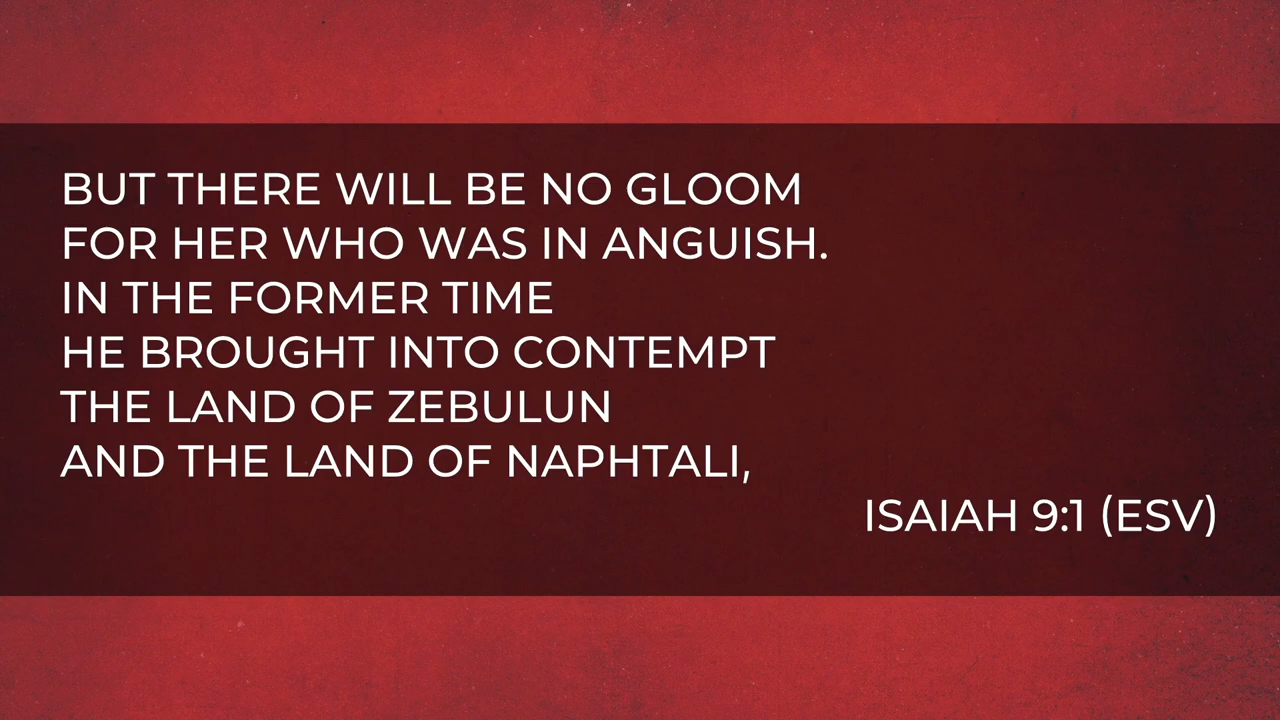 BUT THERE WILL BE NO GLOOM
FOR HER WHO WAS IN ANGUISH.
IN THE FORMER TIME
HE BROUGHT INTO CONTEMPT
THE LAND OF ZEBULUN
AND THE LAND OF NAPHTALI,
ISAIAH 9:1 (ESV)